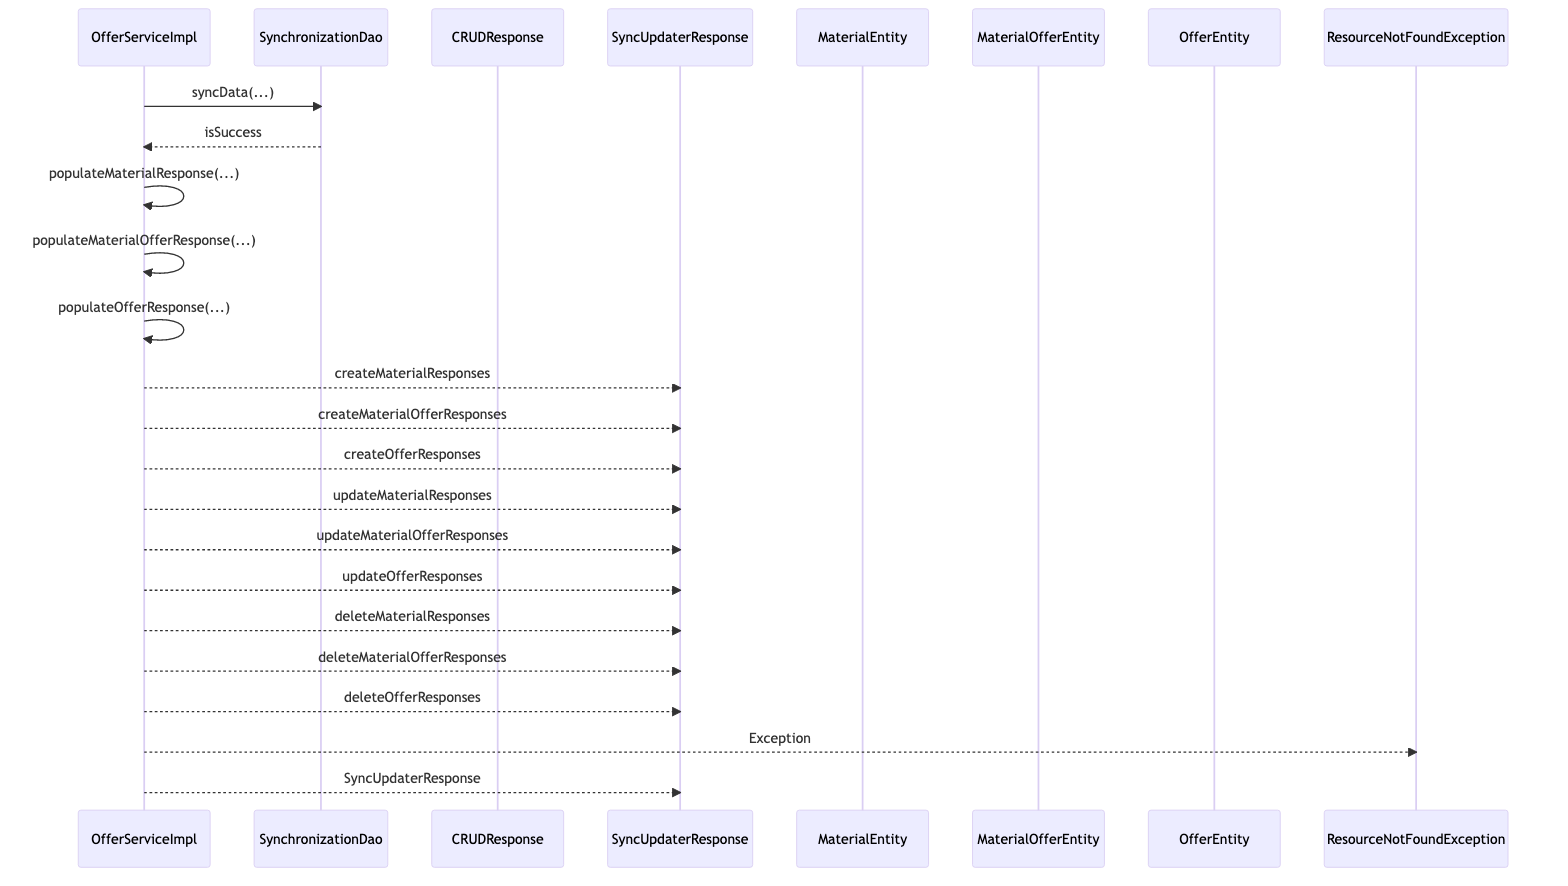 OfferServiceImpl
SynchronizationDao
CRUDResponse
SyncUpdaterResponse
MaterialEntity
MaterialOfferEntity
OfferEntity
ResourceNotFoundException
syncData(...)
isSuccess
populateMaterialResponse(...)
populateMaterialOfferResponse(...)
populateOfferResponse(...)
createMaterialResponses
createMaterialOfferResponses
createOfferResponses
updateMaterialResponses
updateMaterialOfferResponses
updateOfferResponses
deleteMaterialResponses
deleteMaterialOfferResponses
deleteOfferResponses
Exception
SyncUpdaterResponse
OfferServiceImpl
SynchronizationDao
CRUDResponse
SyncUpdaterResponse
MaterialEntity
MaterialOfferEntity
OfferEntity
ResourceNotFoundException